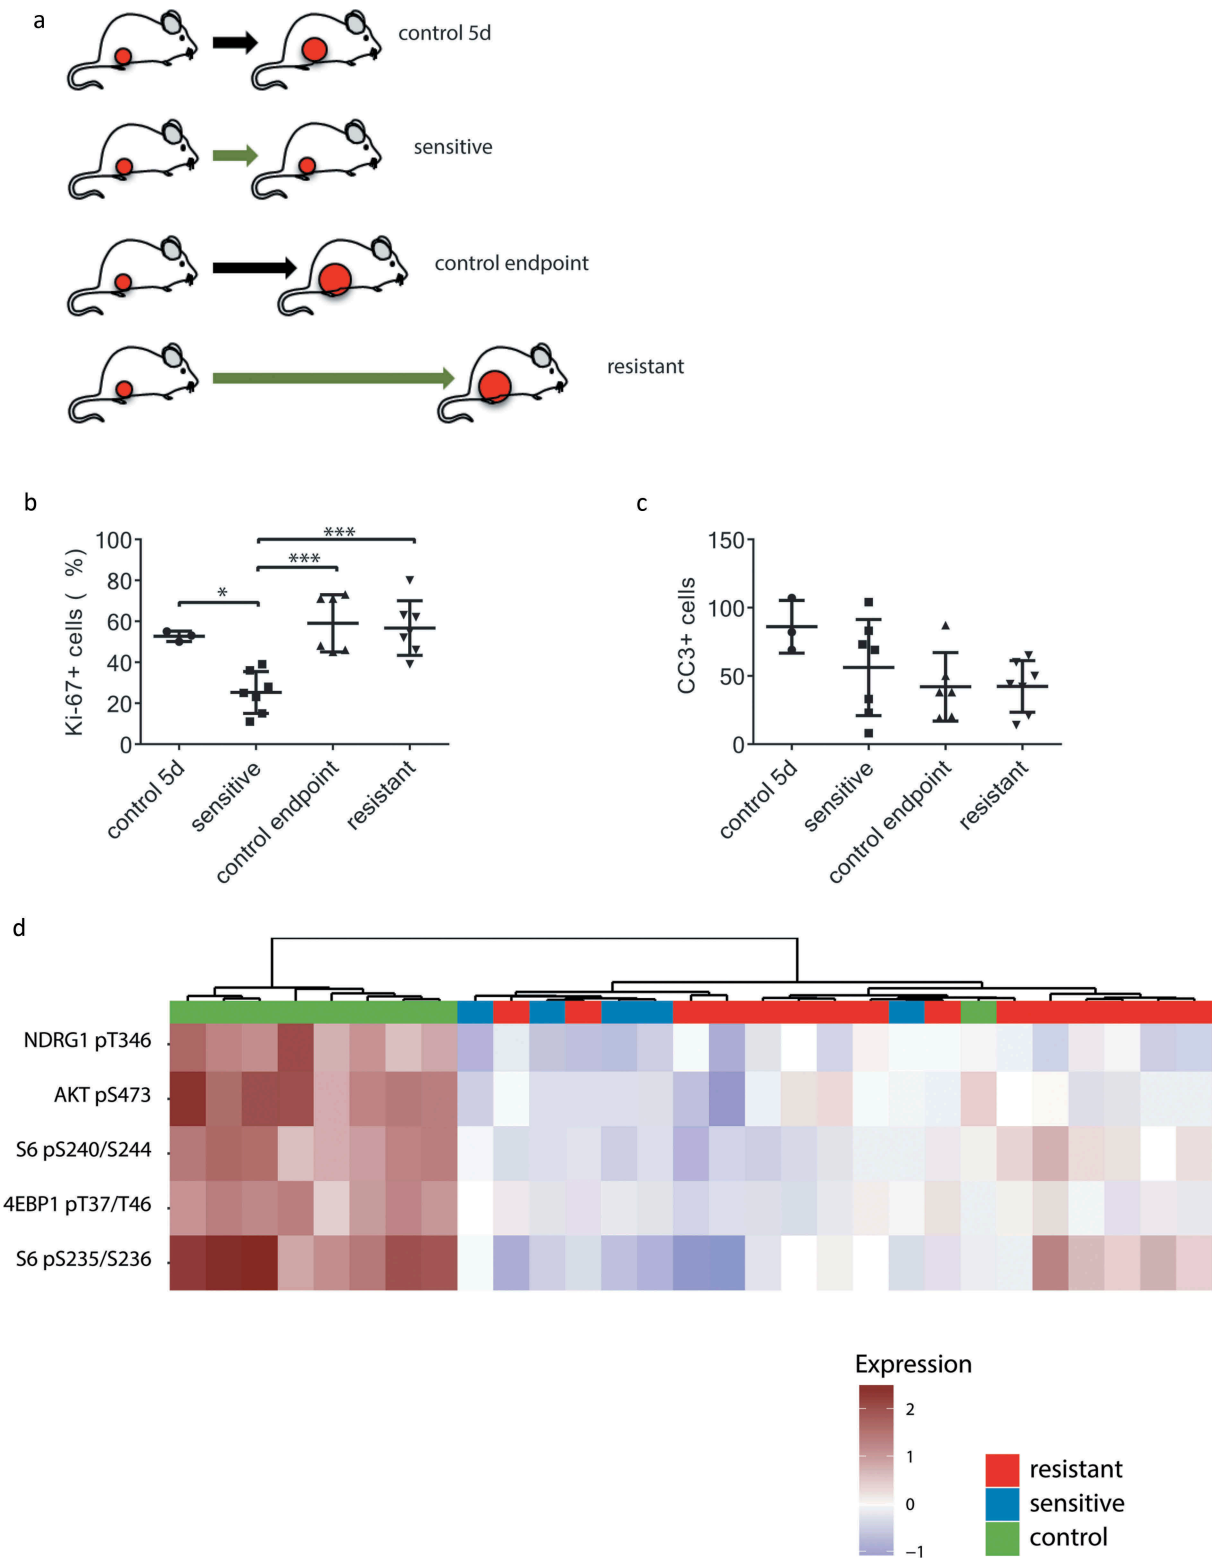 a
control 5d
sensitive
control endpoint
resistant
b
Ki-67+ cells ( %)
100
80
60
40
20
0
*
***
***
control 5d
sensitive
control endpoint
resistant
c
CC3+ cells
150
100
50
0
control 5d
sensitive
control endpoint
resistant
d
NDRG1 pT346
AKT pS473
S6 pS240/S244
4EBP1 pT37/T46
S6 pS235/S236
Expression
2
1
0
−1
resistant
sensitive
control